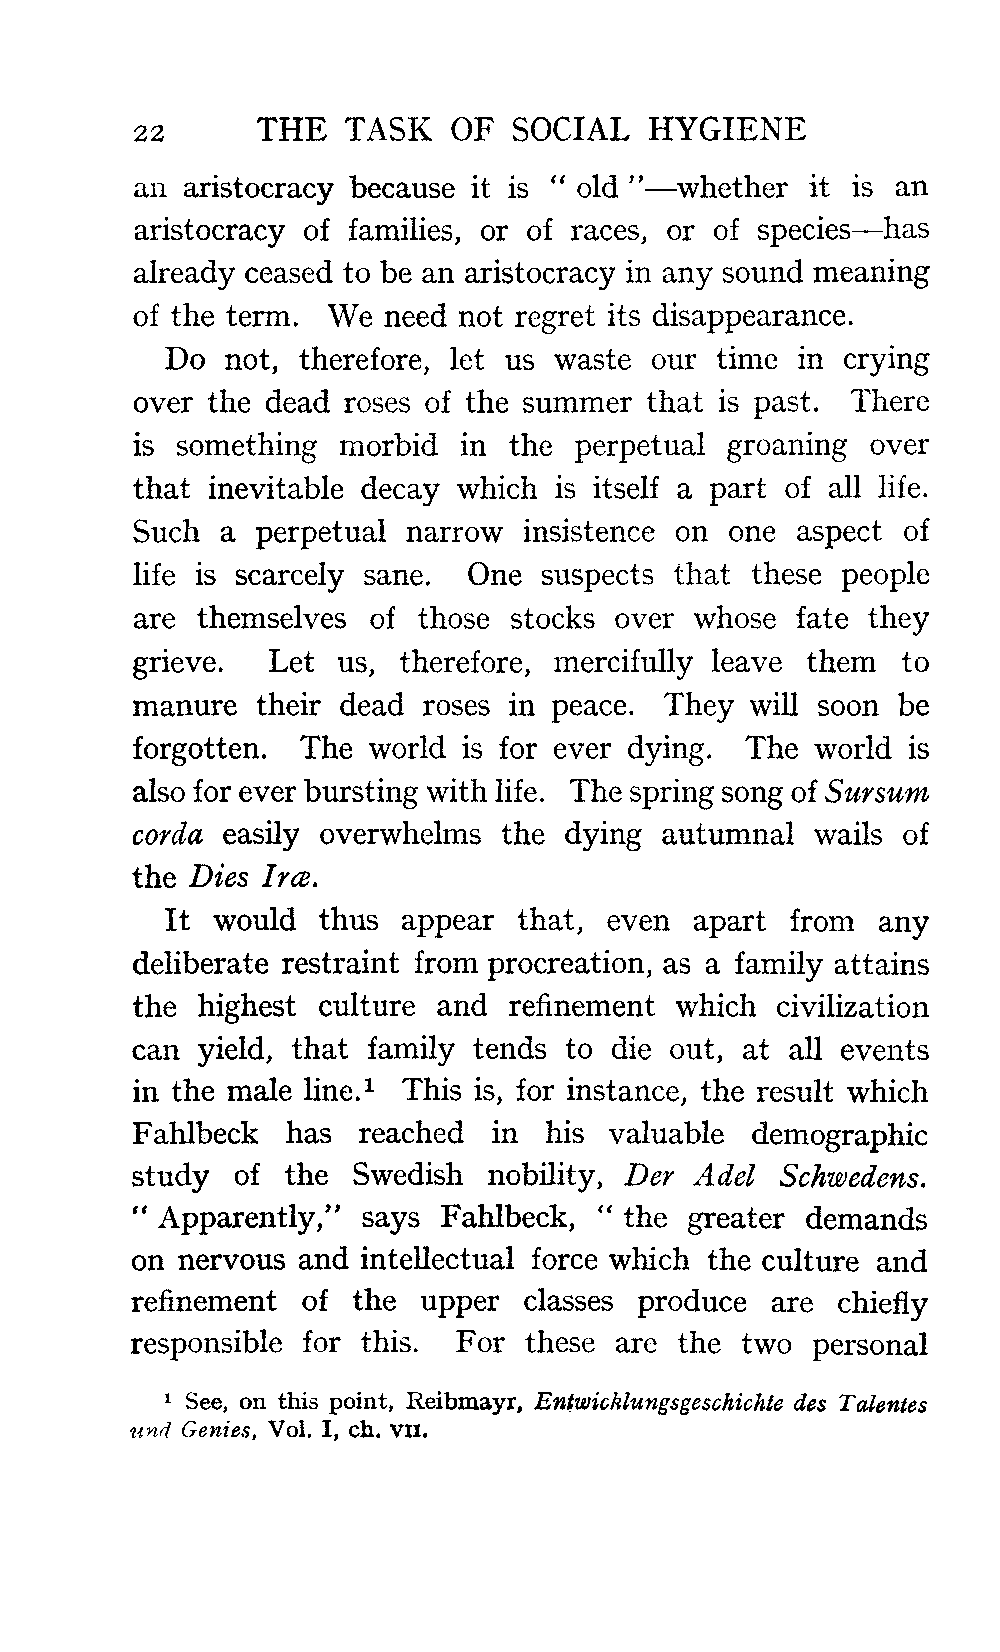 22 THE TASK OF SOCIAL HYGIENE
an aristocracy because it is " old "—whether it is an
aristocracy of families, or of races, or of species—has
already ceased to be an aristocracy in any sound meaning
of the term. We need not regret its disappearance.
Do not, therefore, let us waste our time in crying
over the dead roses of the summer that is past. There
is something morbid in the perpetual groaning over
that inevitable decay which is itself a part of all life.
Such a perpetual narrow insistence on one aspect of
life is scarcely sane. One suspects that these people
are themselves of those stocks over whose fate they
grieve. Let us, therefore, mercifully leave them to
manure their dead roses in peace. They will soon be
forgotten. The world is for ever dying. The world is
also for ever bursting with life. The spring song of Sursum
corda easily overwhelms the dying autumnal wails of
the Dies Iræ.
It would thus appear that, even apart from any
deliberate restraint from procreation, as a family attains
the highest culture and refinement which civilization
can yield, that family tends to die out, at all events
in the male line.¹ This is, for instance, the result which
Fahlbeck has reached in his valuable demographic
study of the Swedish nobility, Der Adel Schwedens.
" Apparently," says Fahlbeck, " the greater demands
on nervous and intellectual force which the culture and
refinement of the upper classes produce are chiefly
responsible for this. For these are the two personal
¹ See, on this point, Reibmayr, Entwicklungsgeschichte des Talentes
und Genies, Vol. I, ch. VII.